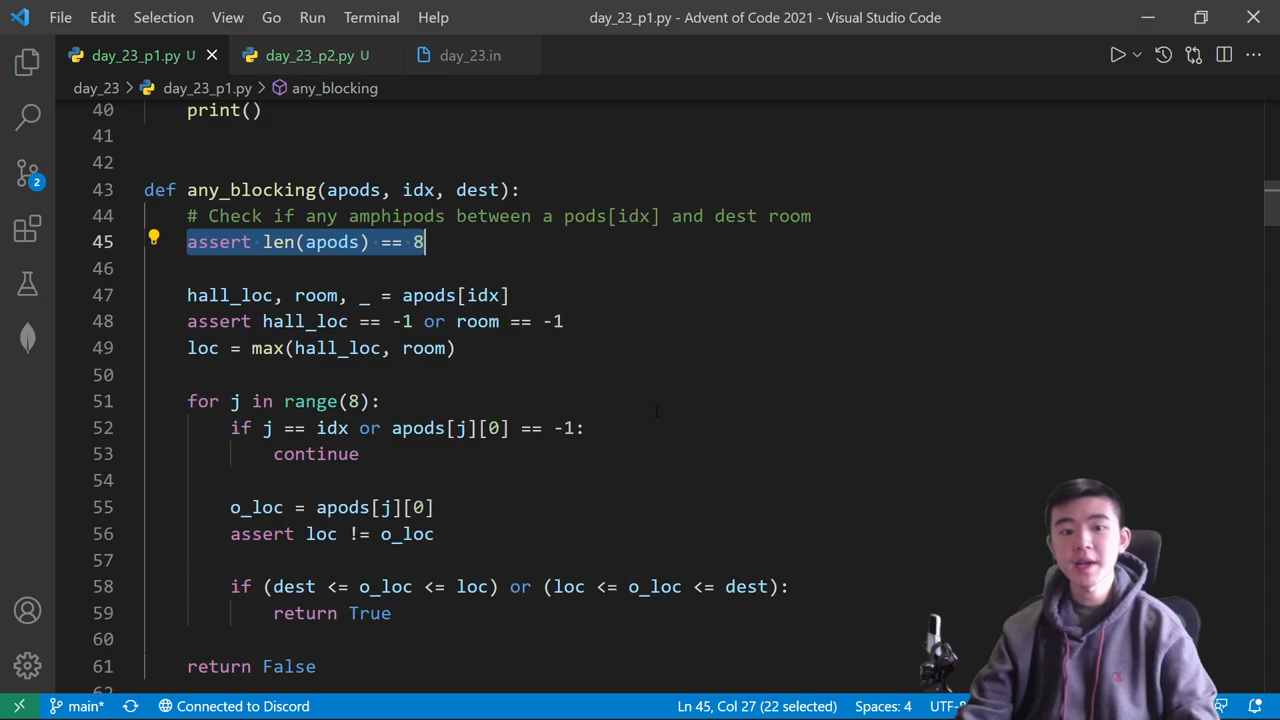 File Edit Selection View Go Run Terminal Help day_23_p1.py - Advent of Code 2021 - Visual Studio Code
day_23_p1.py U day_23_p2.py U day_23.in
day_23 > day_23_p1.py > any_blocking
40 print()
41
42
43 def any_blocking(apods, idx, dest):
44 # Check if any amphipods between a pods[idx] and dest room
45 assert len(apods) == 8
46
47 hall_loc, room, _ = apods[idx]
48 assert hall_loc == -1 or room == -1
49 loc = max(hall_loc, room)
50
51 for j in range(8):
52 if j == idx or apods[j][0] == -1:
53 continue
54
55 o_loc = apods[j][0]
56 assert loc != o_loc
57
58 if (dest <= o_loc <= loc) or (loc <= o_loc <= dest):
59 return True
60
61 return False
62
2
main* Connected to Discord Ln 45, Col 27 (22 selected) Spaces: 4